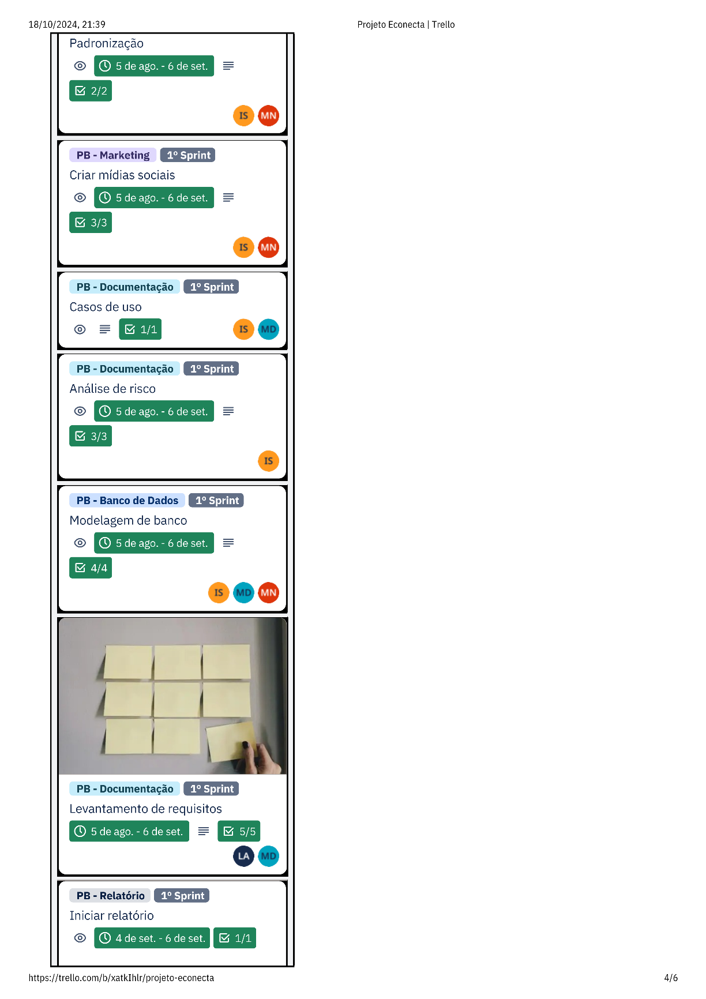 18/10/2024, 21:39 Projeto Econecta | Trello
Padronização
5 de ago. - 6 de set.
2/2
IS MN
PB - Marketing 1º Sprint
Criar mídias sociais
5 de ago. - 6 de set.
3/3
IS MN
PB - Documentação 1º Sprint
Casos de uso
1/1 IS MD
PB - Documentação 1º Sprint
Análise de risco
5 de ago. - 6 de set.
3/3
IS
PB - Banco de Dados 1º Sprint
Modelagem de banco
5 de ago. - 6 de set.
4/4
IS MD MN
PB - Documentação 1º Sprint
Levantamento de requisitos
5 de ago. - 6 de set. 5/5
LA MD
PB - Relatório 1º Sprint
Iniciar relatório
4 de set. - 6 de set. 1/1
https://trello.com/b/xatkIhlr/projeto-econecta 4/6